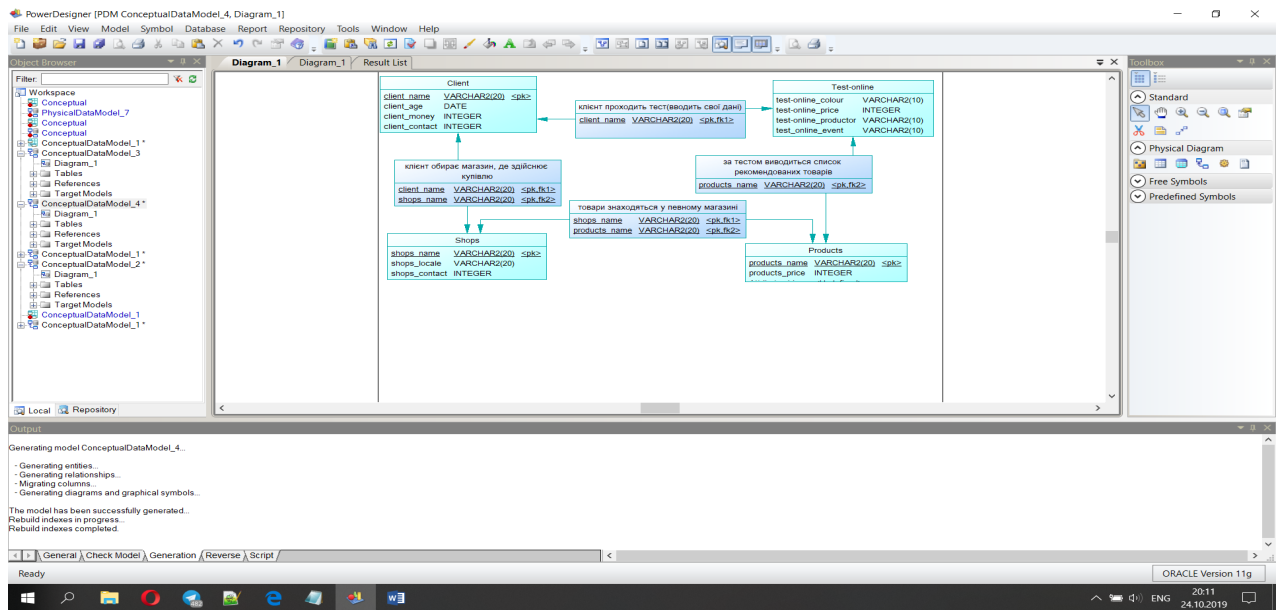 PowerDesigner [PDM ConceptualDataModel_4, Diagram_1]
File Edit View Model Symbol Database Report Repository Tools Window Help
Object Browser
Filter:
Workspace
Conceptual
PhysicalDataModel_7
Conceptual
Conceptual
ConceptualDataModel_1 *
ConceptualDataModel_3
Diagram_1
Tables
References
Target Models
ConceptualDataModel_4 *
Diagram_1
Tables
References
Target Models
ConceptualDataModel_1 *
ConceptualDataModel_2 *
Diagram_1
Tables
References
Target Models
ConceptualDataModel_1
ConceptualDataModel_1 *
Local Repository
Diagram_1 Diagram_1 Result List
Client
client_name VARCHAR2(20) <pk>
client_age DATE
client_money INTEGER
client_contact INTEGER
клієнт проходить тест(вводить свої дані)
client_name VARCHAR2(20) <pk,fk1>
Test-online
test-online_colour VARCHAR2(10)
test-online_price INTEGER
test-online_productor VARCHAR2(10)
test_online_event VARCHAR2(10)
клієнт обирає магазин, де здійснює
купівлю
client_name VARCHAR2(20) <pk,fk1>
shops_name VARCHAR2(20) <pk,fk2>
за тестом виводиться список
рекомендованих товарів
products_name VARCHAR2(20) <pk,fk2>
товари знаходяться у певному магазині
shops_name VARCHAR2(20) <pk,fk1>
products_name VARCHAR2(20) <pk,fk2>
Shops
shops_name VARCHAR2(20) <pk>
shops_locale VARCHAR2(20)
shops_contact INTEGER
Products
products_name VARCHAR2(20) <pk>
products_price INTEGER
Toolbox
Standard
Physical Diagram
Free Symbols
Predefined Symbols
Output
Generating model ConceptualDataModel_4...
- Generating entities...
- Generating relationships...
- Migrating columns...
- Generating diagrams and graphical symbols...
The model has been successfully generated...
Rebuild indexes in progress...
Rebuild indexes completed.
General Check Model Generation Reverse Script
Ready
ORACLE Version 11g
ENG
20:11
24.10.2019